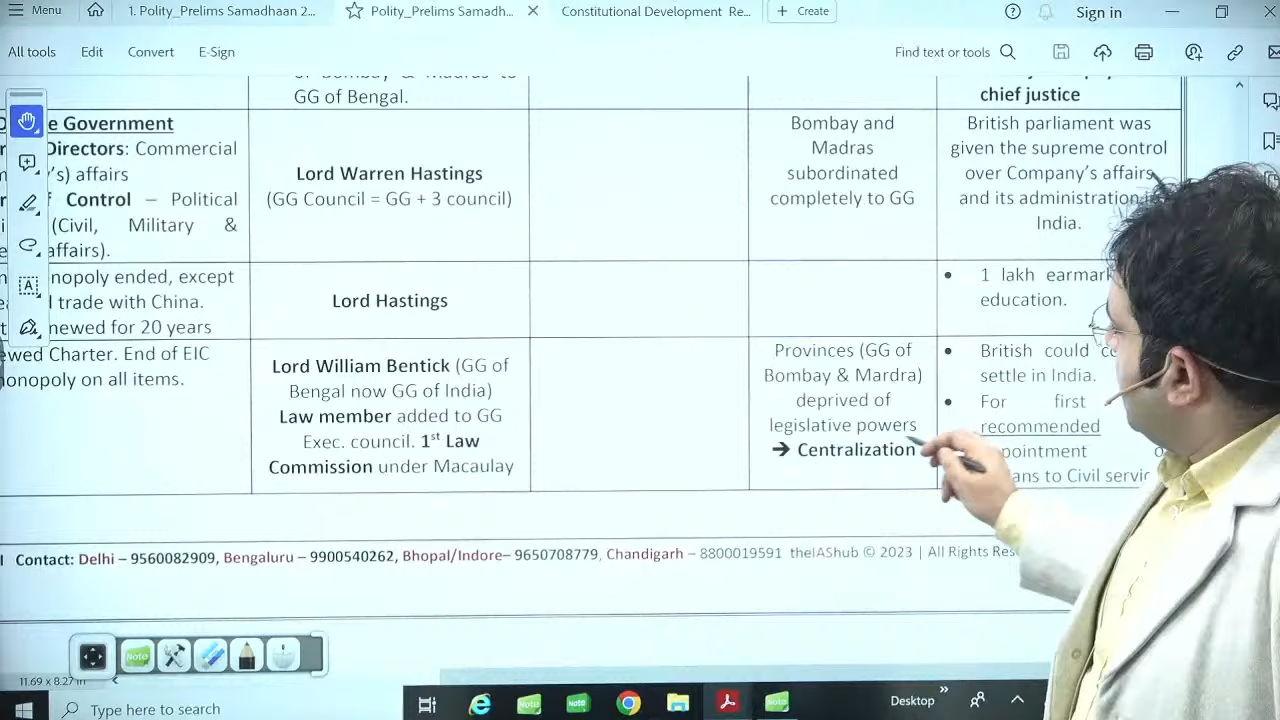 Menu
1. Polity_Prelims Samadhaan 2...
Polity_Prelims Samadh...
Constitutional Development Re...
Create
Sign in
All tools
Edit
Convert
E-Sign
Find text or tools
GG of Bengal.
chief justice
e Government
Directors: Commercial
's) affairs
f Control – Political
(Civil, Military &
affairs).
Lord Warren Hastings
(GG Council = GG + 3 council)
Bombay and
Madras
subordinated
completely to GG
British parliament was
given the supreme control
over Company's affairs
and its administration
India.
nopoly ended, except
trade with China.
newed for 20 years
Lord Hastings
• 1 lakh earmark
education.
ewed Charter. End of EIC
nonopoly on all items.
Lord William Bentick (GG of
Bengal now GG of India)
Law member added to GG
Exec. council. 1st Law
Commission under Macaulay
Provinces (GG of
Bombay & Mardra)
deprived of
legislative powers
➔ Centralization
• British could
settle in India.
• For first
recommended
pointment
ans to Civil servic
Contact: Delhi – 9560082909, Bengaluru – 9900540262, Bhopal/Indore– 9650708779, Chandigarh – 8800019591 theIAShub © 2023 | All Rights Res
Note
11.69 x 8.27 in
Type here to search
Note
Note
Note
Desktop